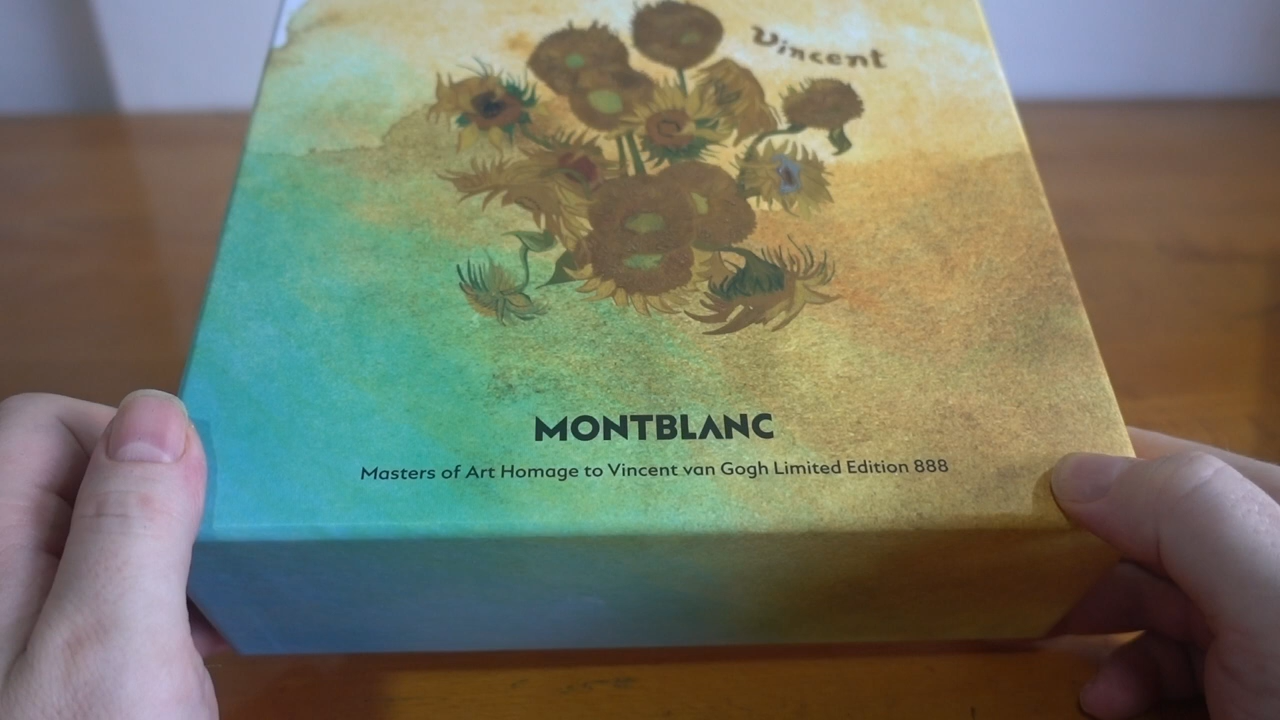 Vincent
MONTBLANC
Masters of Art Homage to Vincent van Gogh Limited Edition 888